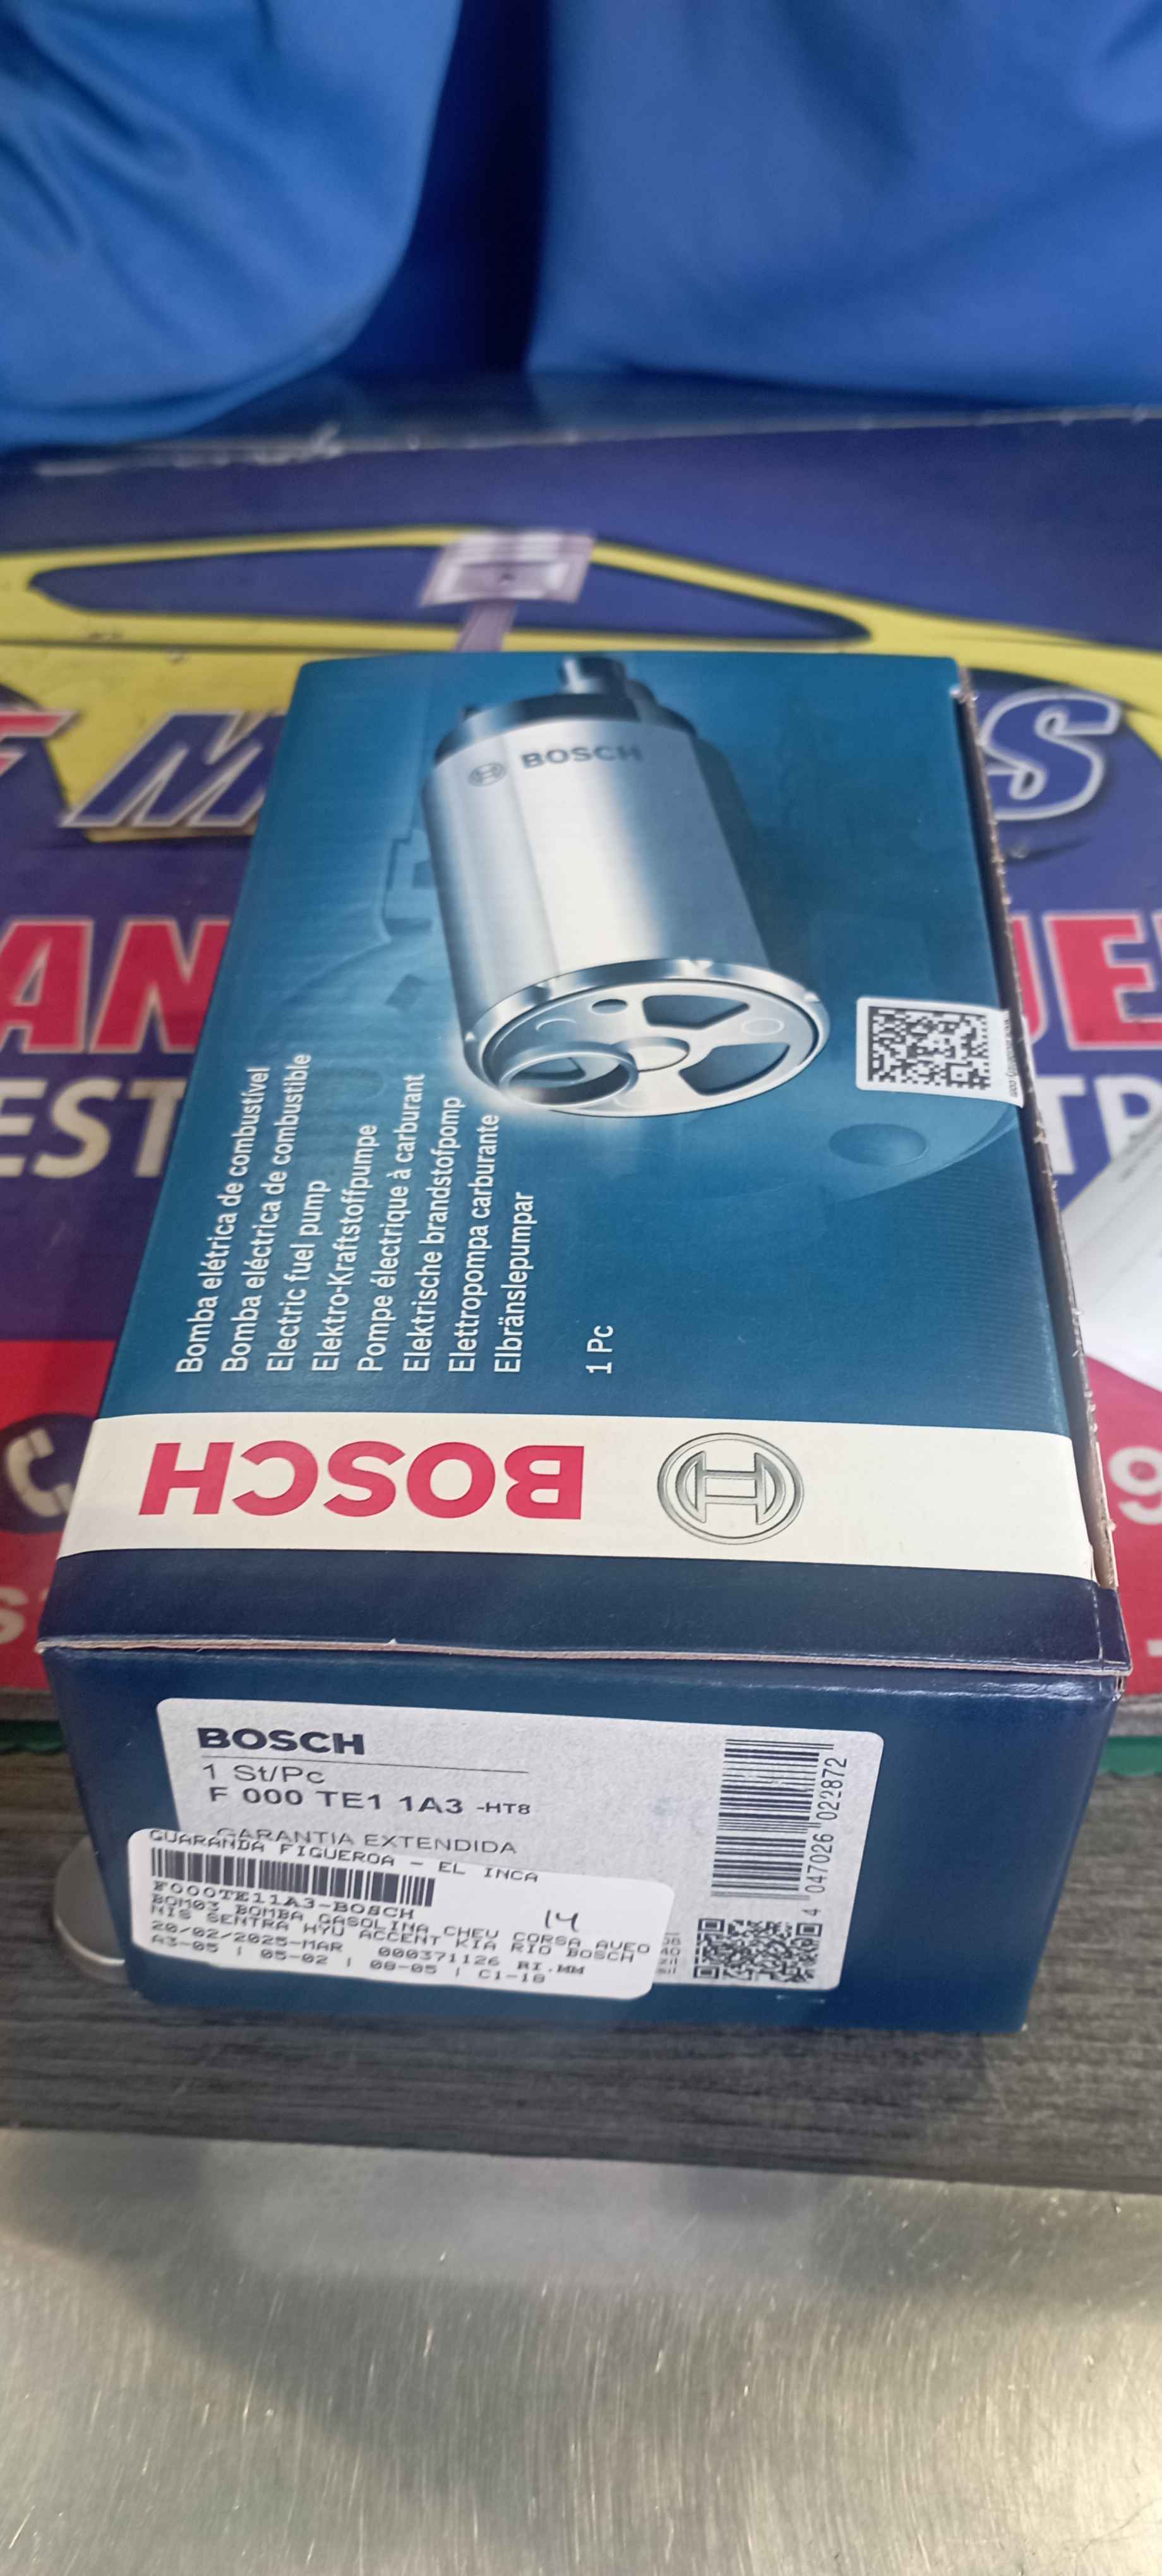 BOSCH
Bomba elétrica de combustível
Bomba eléctrica de combustible
Electric fuel pump
Elektro-Kraftstoffpumpe
Pompe électrique à carburant
Elektrische brandstofpomp
Elettropompa carburante
Elbränslepumpar
1 Pc
BOSCH
BOSCH
1 St/Pc
F 000 TE1 1A3 -HT8
GARANTIA EXTENDIDA
GUARANDA FIGUEROA - EL INCA
F000TE11A3-BOSCH
14
BOM03 BOMBA GASOLINA CHEV CORSA AVEO
NIS SENTRA HYU ACCENT KIA RIO BOSCH
20/02/2025-MAR 000371126 RI.MM
A3-05 | 05-02 | 08-05 | C1-18
4 047026 022872